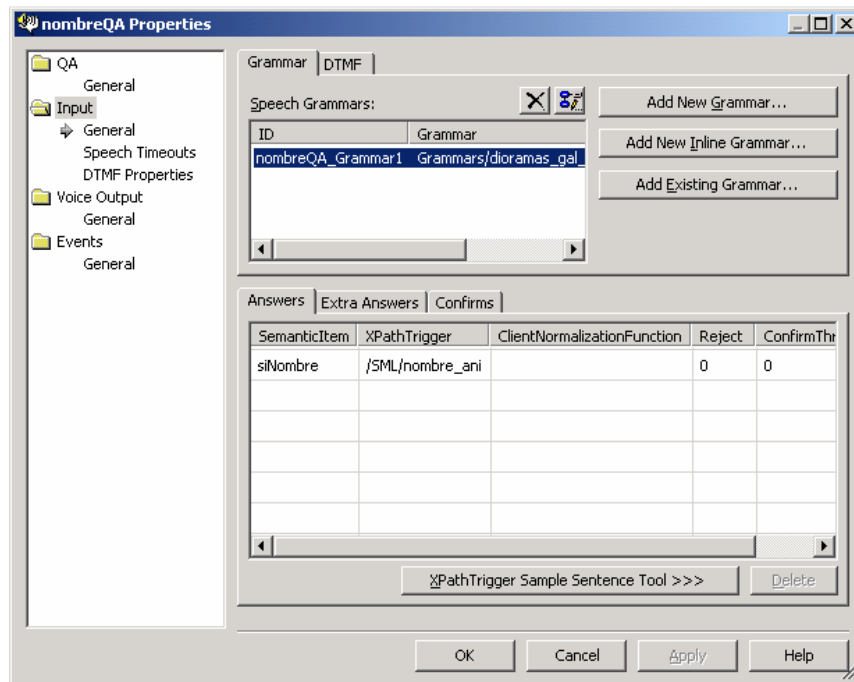 nombreQA Properties
QA
General
Input
General
Speech Timeouts
DTMF Properties
Voice Output
General
Events
General
Grammar DTMF
Speech Grammars:
ID Grammar
nombreQA_Grammar1 Grammars/dioramas_gal_
Add New Grammar...
Add New Inline Grammar...
Add Existing Grammar...
Answers Extra Answers Confirms
SemanticItem XPathTrigger ClientNormalizationFunction Reject ConfirmThr
siNombre /SML/nombre_ani 0 0
XPathTrigger Sample Sentence Tool >>> Delete
OK Cancel Apply Help